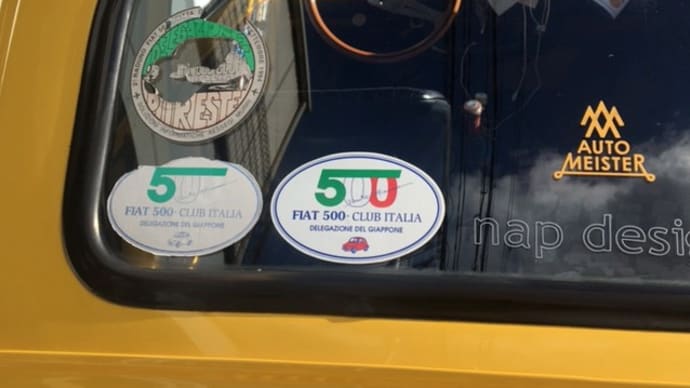 TRIESTE
500
FIAT 500 CLUB ITALIA
DELEGAZIONE DEL GIAPPONE
500
FIAT 500 CLUB ITALIA
DELEGAZIONE DEL GIAPPONE
AUTO
MEISTER
nap desig